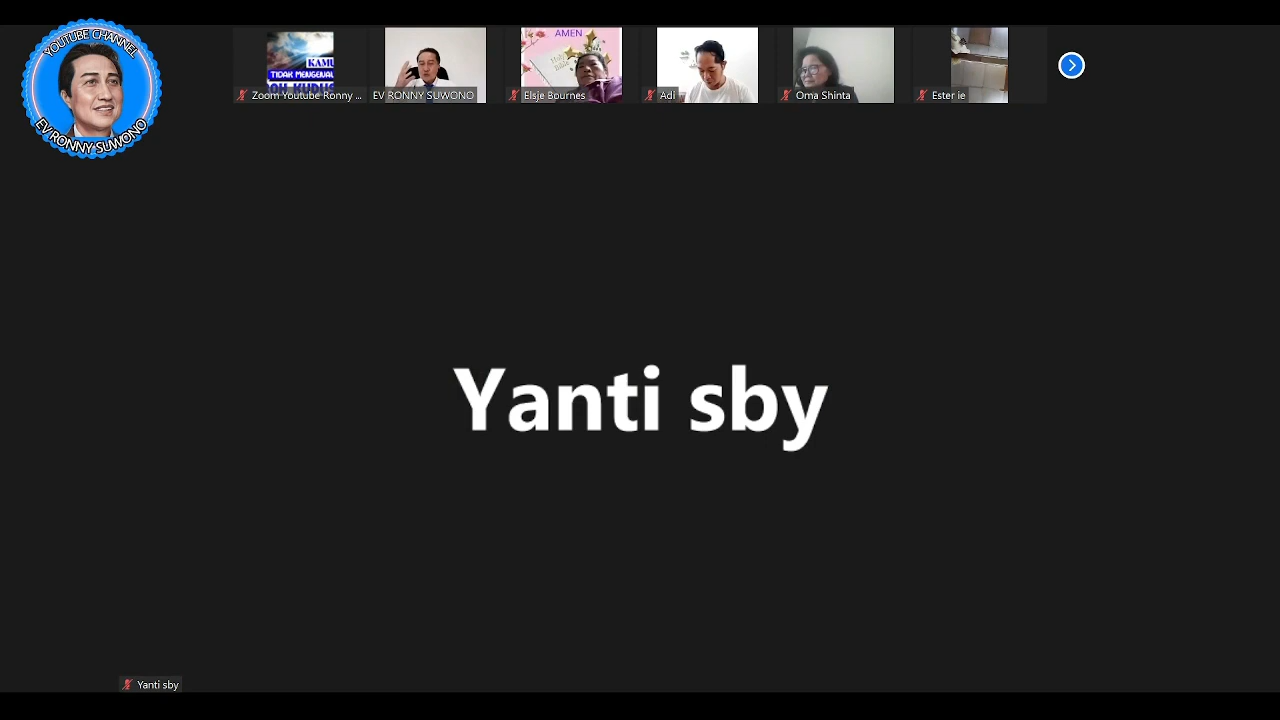 YOUTUBE CHANNEL
EV RONNY SUWONO
KAMU
TIDAK MENGENAL
Zoom Youtube Ronny ...
EV RONNY SUWONO
AMEN
Elsje Bournes
Adi
Oma Shinta
Ester ie
Yanti sby
Yanti sby